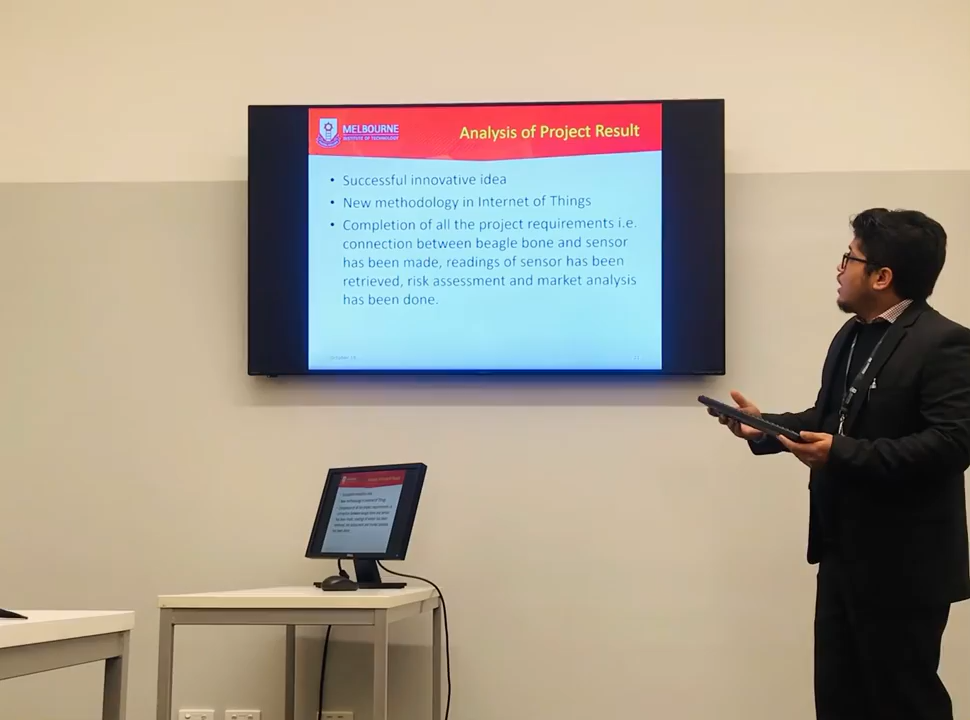 MELBOURNE
INSTITUTE OF TECHNOLOGY
Analysis of Project Result
• Successful innovative idea
• New methodology in Internet of Things
• Completion of all the project requirements i.e.
connection between beagle bone and sensor
has been made, readings of sensor has been
retrieved, risk assessment and market analysis
has been done.